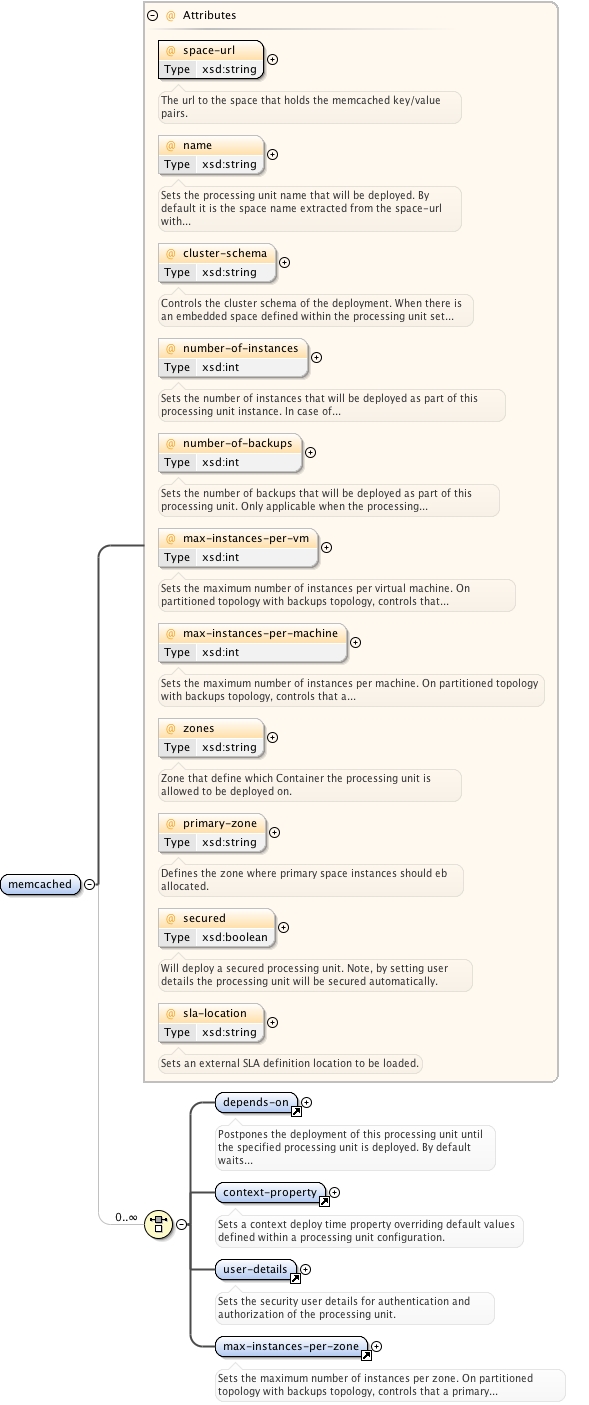 Attributes
@ space-url
Type xsd:string
The url to the space that holds the memcached key/value
pairs.
@ name
Type xsd:string
Sets the processing unit name that will be deployed. By
default it is the space name extracted from the space-url
with...
@ cluster-schema
Type xsd:string
Controls the cluster schema of the deployment. When there is
an embedded space defined within the processing unit set...
@ number-of-instances
Type xsd:int
Sets the number of instances that will be deployed as part of this
processing unit instance. In case of...
@ number-of-backups
Type xsd:int
Sets the number of backups that will be deployed as part of this
processing unit. Only applicable when the processing...
@ max-instances-per-vm
Type xsd:int
Sets the maximum number of instances per virtual machine. On
partitioned topology with backups topology, controls that...
@ max-instances-per-machine
Type xsd:int
Sets the maximum number of instances per machine. On partitioned topology
with backups topology, controls that a...
@ zones
Type xsd:string
Zone that define which Container the processing unit is
allowed to be deployed on.
@ primary-zone
Type xsd:string
Defines the zone where primary space instances should eb
allocated.
memcached
@ secured
Type xsd:boolean
Will deploy a secured processing unit. Note, by setting user
details the processing unit will be secured automatically.
@ sla-location
Type xsd:string
Sets an external SLA definition location to be loaded.
depends-on
Postpones the deployment of this processing unit until
the specified processing unit is deployed. By default
waits...
context-property
0..∞
Sets a context deploy time property overriding default values
defined within a processing unit configuration.
user-details
Sets the security user details for authentication and
authorization of the processing unit.
max-instances-per-zone
Sets the maximum number of instances per zone. On partitioned
topology with backups topology, controls that a primary...